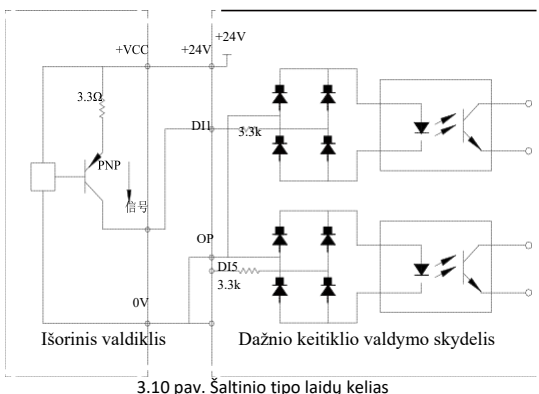 +24V
+VCC
+24V
3.3Ω
DI1
3.3k
PNP
信号
OP
DI5
3.3k
0V
Išorinis valdiklis
Dažnio keitiklio valdymo skydelis
3.10 pav. Šaltinio tipo laidų kelias